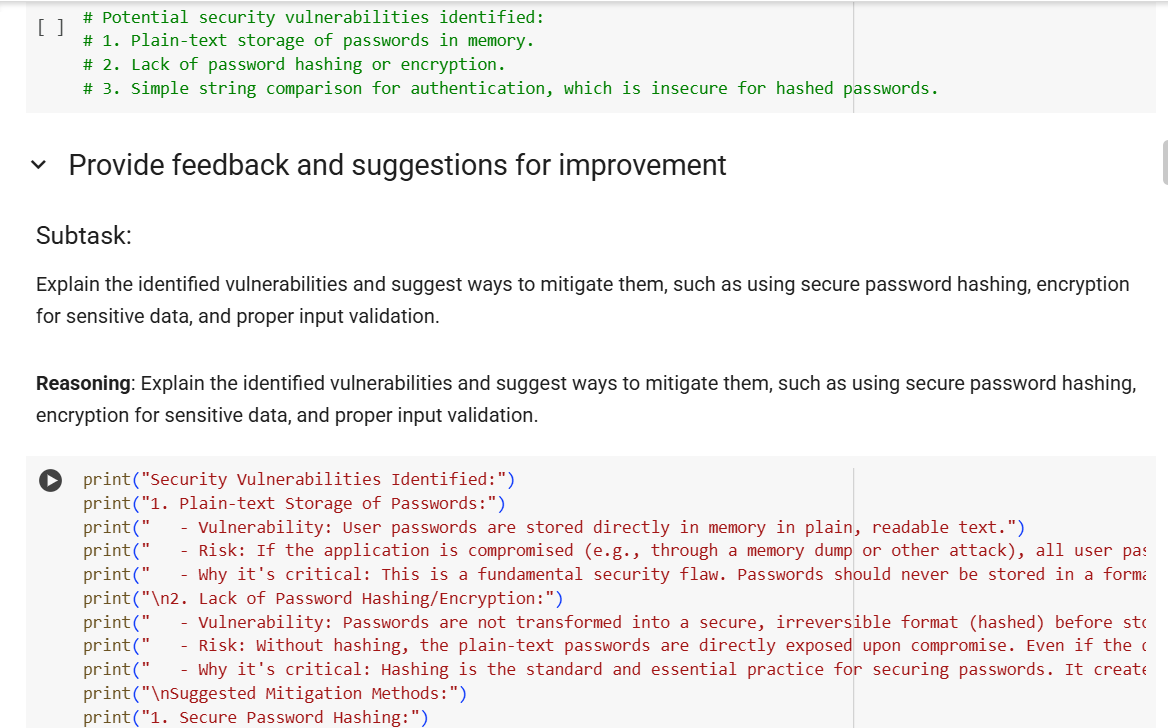 [ ] # Potential security vulnerabilities identified:
# 1. Plain-text storage of passwords in memory.
# 2. Lack of password hashing or encryption.
# 3. Simple string comparison for authentication, which is insecure for hashed passwords.
Provide feedback and suggestions for improvement
Subtask:
Explain the identified vulnerabilities and suggest ways to mitigate them, such as using secure password hashing, encryption
for sensitive data, and proper input validation.
Reasoning: Explain the identified vulnerabilities and suggest ways to mitigate them, such as using secure password hashing,
encryption for sensitive data, and proper input validation.
print("Security Vulnerabilities Identified:")
print("1. Plain-text Storage of Passwords:")
print("   - Vulnerability: User passwords are stored directly in memory in plain, readable text.")
print("   - Risk: If the application is compromised (e.g., through a memory dump or other attack), all user
print("   - Why it's critical: This is a fundamental security flaw. Passwords should never be stored in a
print("\n2. Lack of Password Hashing/Encryption:")
print("   - Vulnerability: Passwords are not transformed into a secure, irreversible format (hashed) before
print("   - Risk: Without hashing, the plain-text passwords are directly exposed upon compromise. Even if the
print("   - Why it's critical: Hashing is the standard and essential practice for securing passwords. It create
print("\nSuggested Mitigation Methods:")
print("1. Secure Password Hashing:")